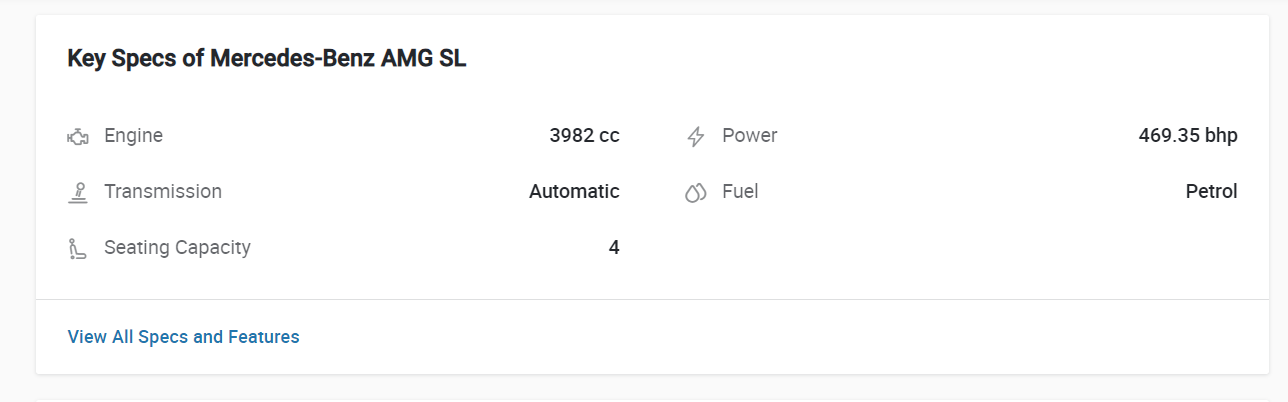 Key Specs of Mercedes-Benz AMG SL
Engine 3982 cc Power 469.35 bhp
Transmission Automatic Fuel Petrol
Seating Capacity 4
View All Specs and Features